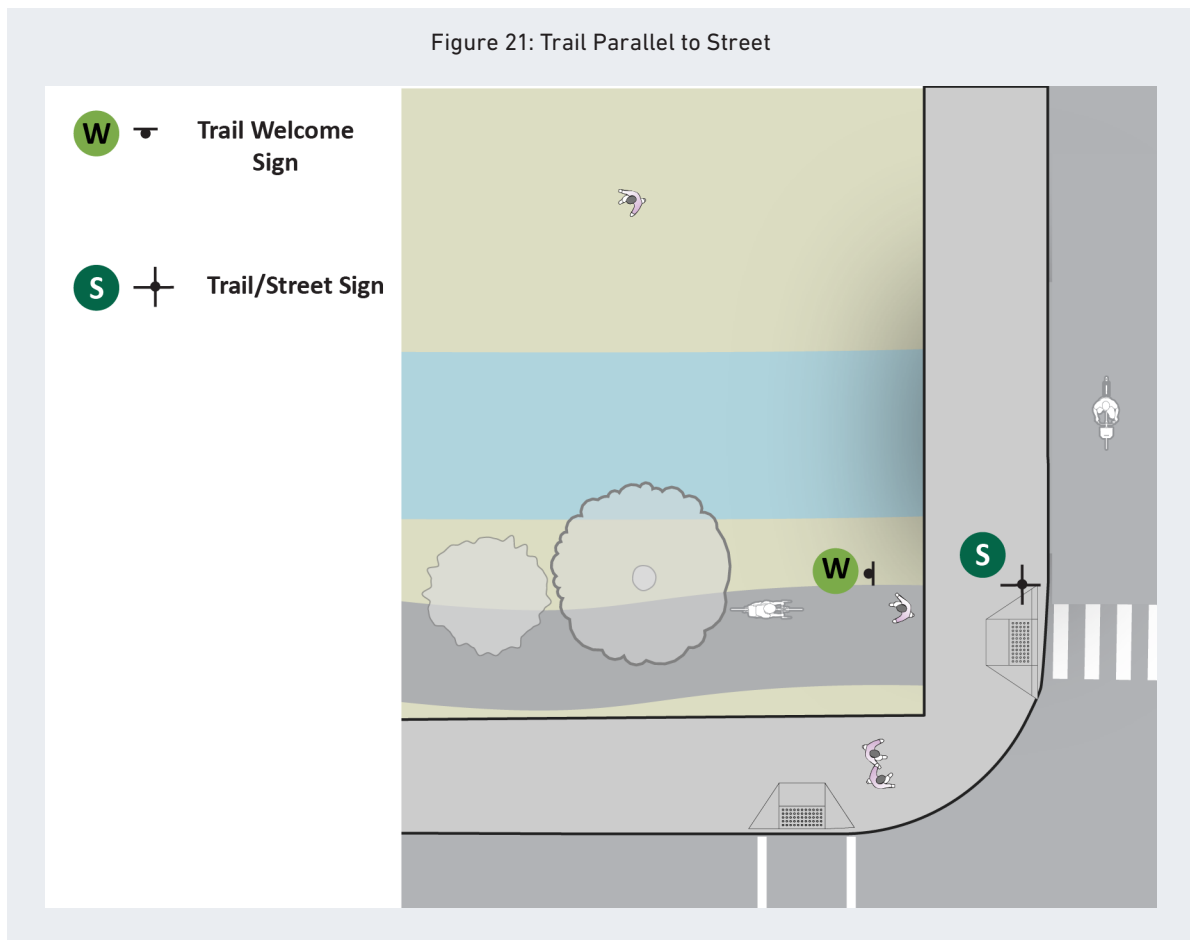 Figure 21: Trail Parallel to Street
W Trail Welcome
Sign
S Trail/Street Sign
W
S